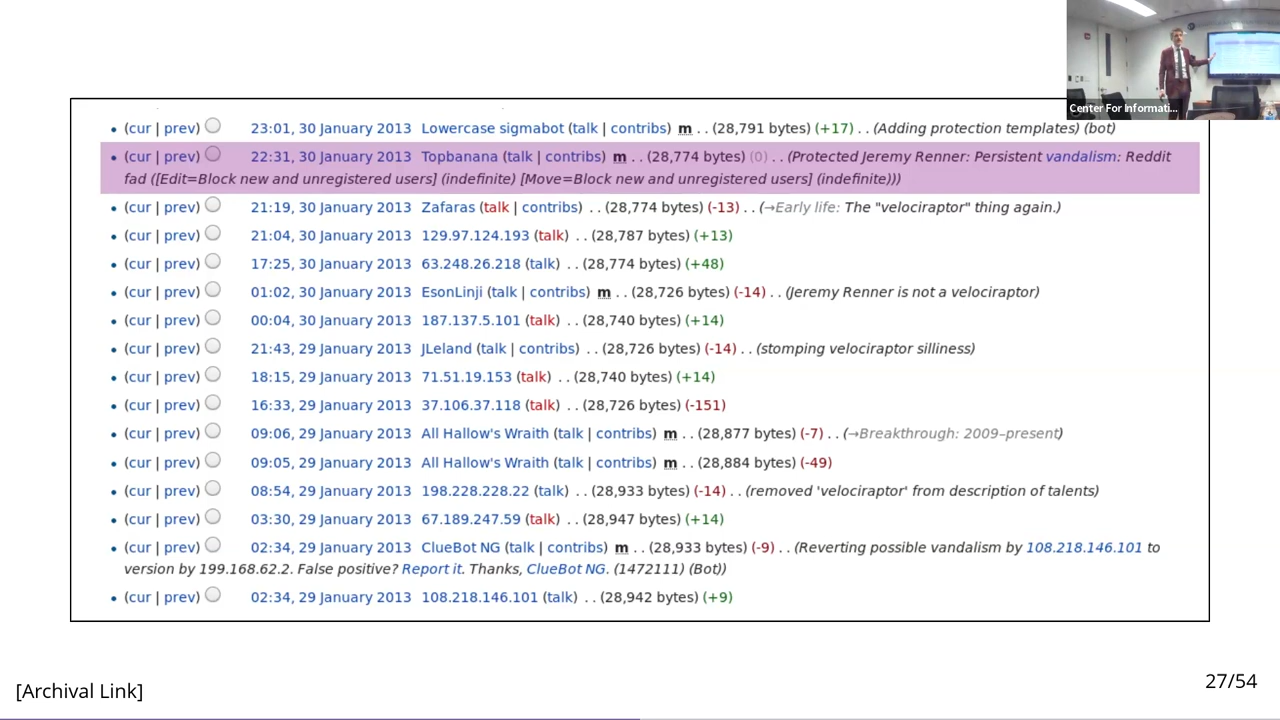 Center For Informati...
• (cur | prev) 23:01, 30 January 2013 Lowercase sigmabot (talk | contribs) m . . (28,791 bytes) (+17) . . (Adding protection templates) (bot)
• (cur | prev) 22:31, 30 January 2013 Topbanana (talk | contribs) m . . (28,774 bytes) (0) . . (Protected Jeremy Renner: Persistent vandalism: Reddit
fad ([Edit=Block new and unregistered users] (indefinite) [Move=Block new and unregistered users] (indefinite)))
• (cur | prev) 21:19, 30 January 2013 Zafaras (talk | contribs) . . (28,774 bytes) (-13) . . (→Early life: The "velociraptor" thing again.)
• (cur | prev) 21:04, 30 January 2013 129.97.124.193 (talk) . . (28,787 bytes) (+13)
• (cur | prev) 17:25, 30 January 2013 63.248.26.218 (talk) . . (28,774 bytes) (+48)
• (cur | prev) 01:02, 30 January 2013 EsonLinji (talk | contribs) m . . (28,726 bytes) (-14) . . (Jeremy Renner is not a velociraptor)
• (cur | prev) 00:04, 30 January 2013 187.137.5.101 (talk) . . (28,740 bytes) (+14)
• (cur | prev) 21:43, 29 January 2013 JLeland (talk | contribs) . . (28,726 bytes) (-14) . . (stomping velociraptor silliness)
• (cur | prev) 18:15, 29 January 2013 71.51.19.153 (talk) . . (28,740 bytes) (+14)
• (cur | prev) 16:33, 29 January 2013 37.106.37.118 (talk) . . (28,726 bytes) (-151)
• (cur | prev) 09:06, 29 January 2013 All Hallow's Wraith (talk | contribs) m . . (28,877 bytes) (-7) . . (→Breakthrough: 2009–present)
• (cur | prev) 09:05, 29 January 2013 All Hallow's Wraith (talk | contribs) m . . (28,884 bytes) (-49)
• (cur | prev) 08:54, 29 January 2013 198.228.228.22 (talk) . . (28,933 bytes) (-14) . . (removed 'velociraptor' from description of talents)
• (cur | prev) 03:30, 29 January 2013 67.189.247.59 (talk) . . (28,947 bytes) (+14)
• (cur | prev) 02:34, 29 January 2013 ClueBot NG (talk | contribs) m . . (28,933 bytes) (-9) . . (Reverting possible vandalism by 108.218.146.101 to
version by 199.168.62.2. False positive? Report it. Thanks, ClueBot NG. (1472111) (Bot))
• (cur | prev) 02:34, 29 January 2013 108.218.146.101 (talk) . . (28,942 bytes) (+9)
[Archival Link]
27/54